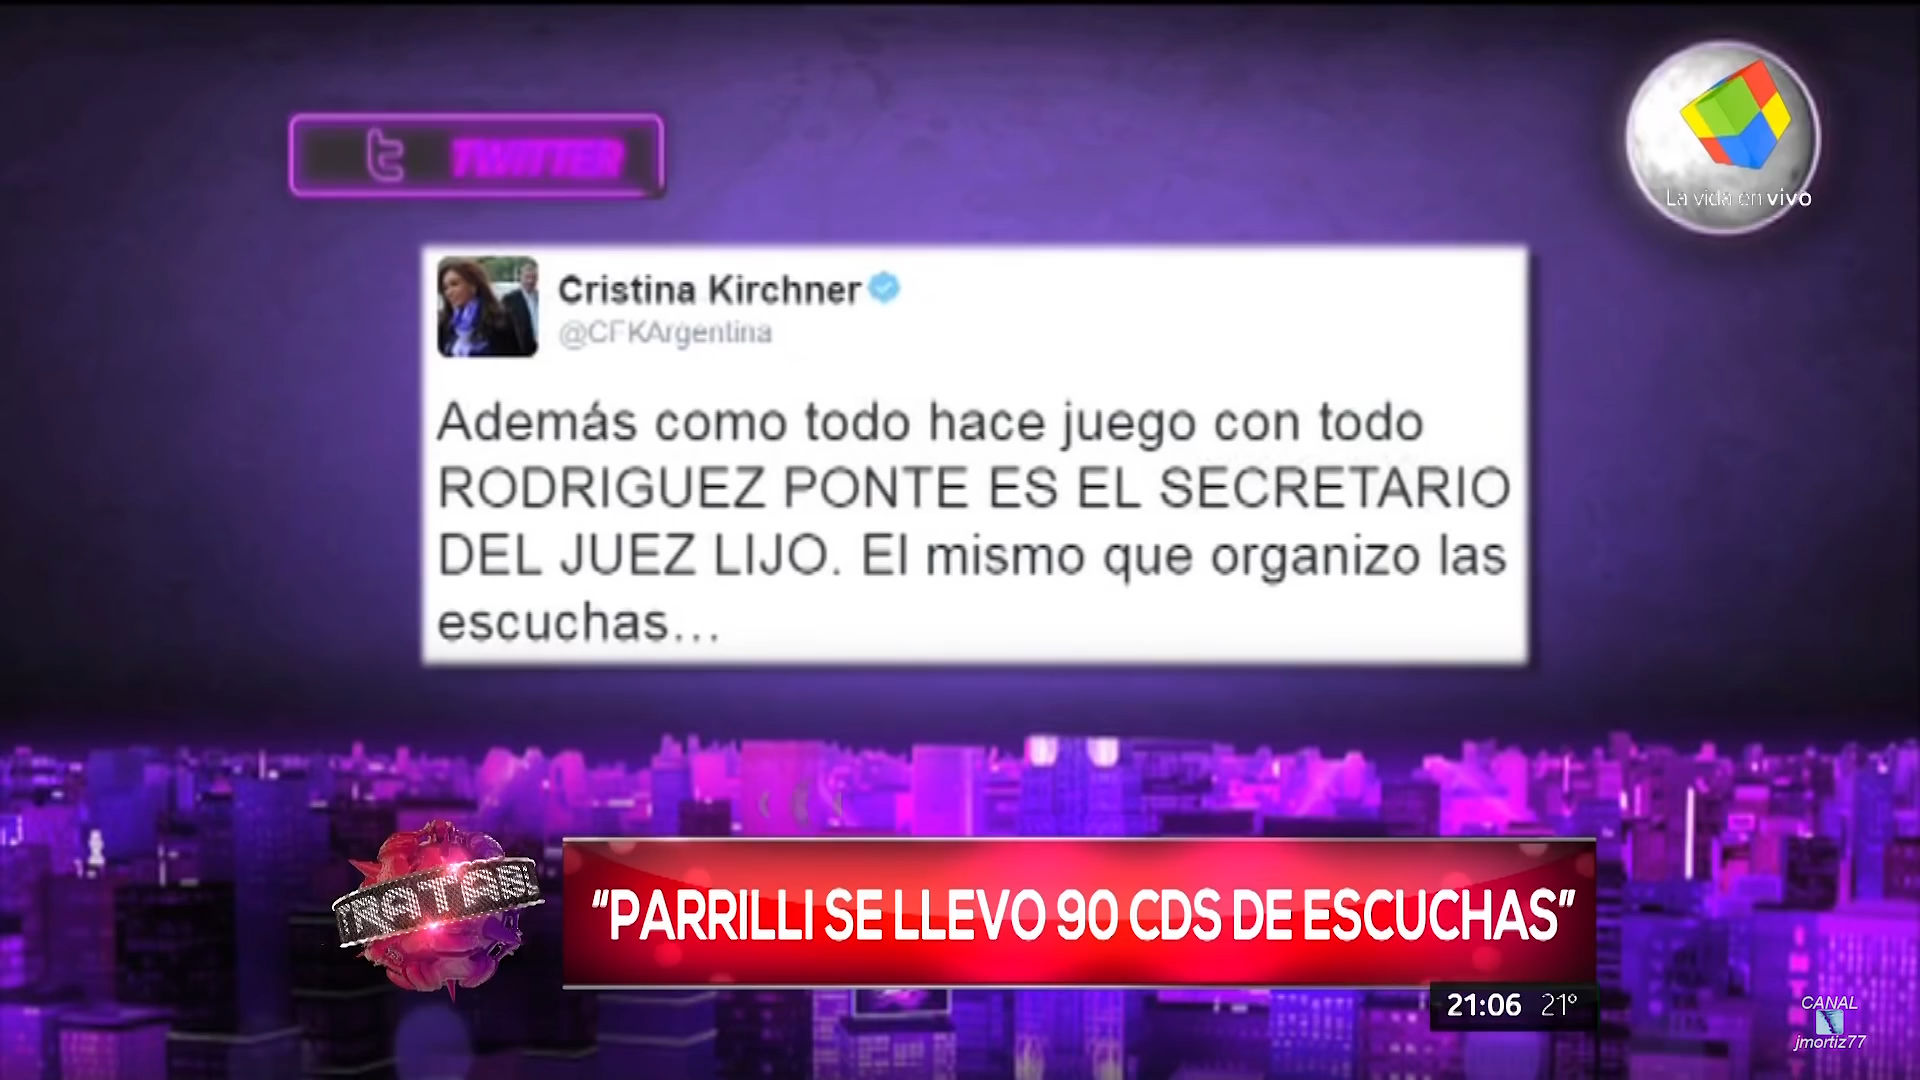 TWITTER
La vida en vivo
Cristina Kirchner
@CFKArgentina
Además como todo hace juego con todo
RODRIGUEZ PONTE ES EL SECRETARIO
DEL JUEZ LIJO. El mismo que organizo las
escuchas...
"PARRILLI SE LLEVO 90 CDS DE ESCUCHAS"
21:06 21°
CANAL
jmortiz77